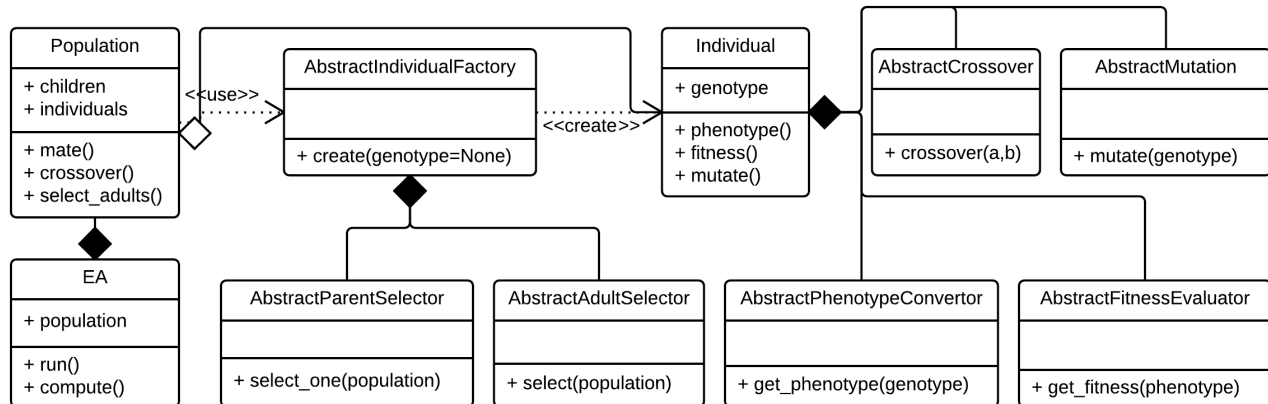 Population
+ children
+ individuals
+ mate()
+ crossover()
+ select_adults()
<<use>>
AbstractIndividualFactory
+ create(genotype=None)
<<create>>
Individual
+ genotype
+ phenotype()
+ fitness()
+ mutate()
AbstractCrossover
+ crossover(a,b)
AbstractMutation
+ mutate(genotype)
EA
+ population
+ run()
+ compute()
AbstractParentSelector
+ select_one(population)
AbstractAdultSelector
+ select(population)
AbstractPhenotypeConvertor
+ get_phenotype(genotype)
AbstractFitnessEvaluator
+ get_fitness(phenotype)